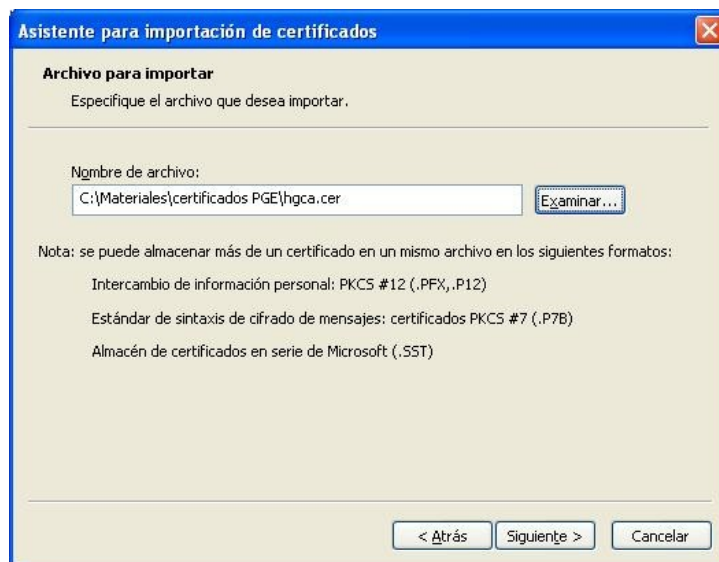 Asistente para importación de certificados
Archivo para importar
Especifique el archivo que desea importar.
Nombre de archivo:
C:\Materiales\certificados PGE\hgca.cer
Examinar...
Nota: se puede almacenar más de un certificado en un mismo archivo en los siguientes formatos:
Intercambio de información personal: PKCS #12 (.PFX,.P12)
Estándar de sintaxis de cifrado de mensajes: certificados PKCS #7 (.P7B)
Almacén de certificados en serie de Microsoft (.SST)
< Atrás Siguiente > Cancelar